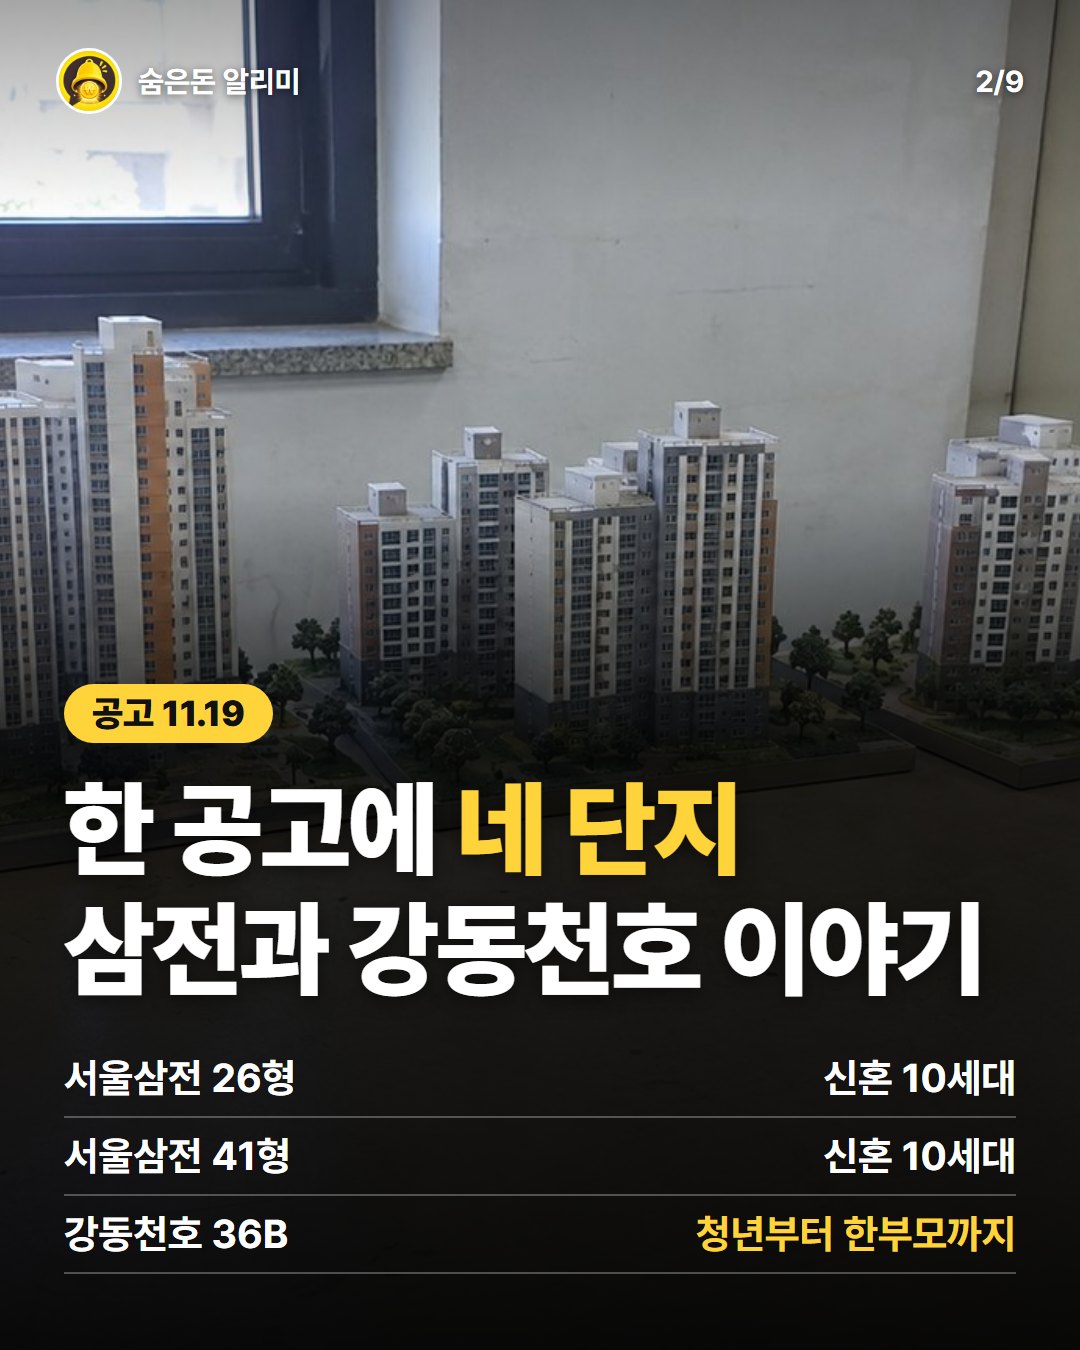 숨은돈 알리미
2/9
공고 11.19
한 공고에 네 단지
삼전과 강동천호 이야기
서울삼전 26형 신혼 10세대
서울삼전 41형 신혼 10세대
강동천호 36B 청년부터 한부모까지